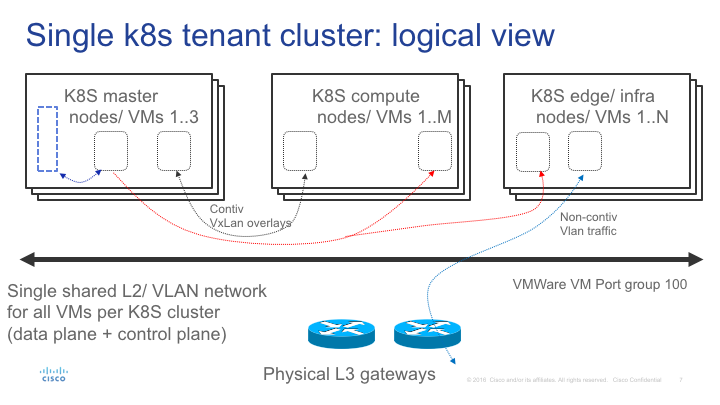 Single k8s tenant cluster: logical view
K8S master
nodes/ VMs 1..3
K8S compute
nodes/ VMs 1..M
K8S edge/ infra
nodes/ VMs 1..N
Contiv
VxLan overlays
Non-contiv
Vlan traffic
VMWare VM Port group 100
Single shared L2/ VLAN network
for all VMs per K8S cluster
(data plane + control plane)
Physical L3 gateways
CISCO
© 2016 Cisco and/or its affiliates. All rights reserved. Cisco Confidential 7